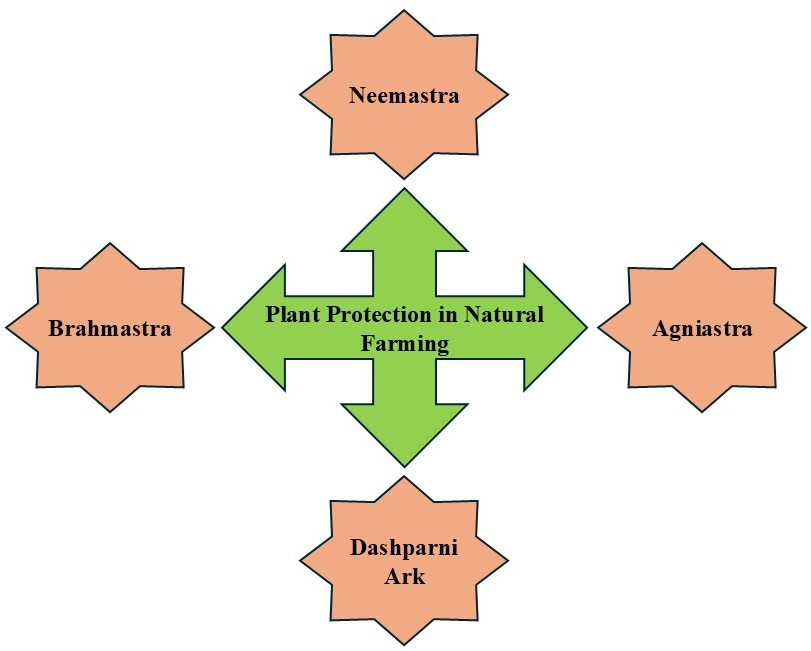 Neemastra
Brahmastra
Plant Protection in Natural
Farming
Agniastra
Dashparni
Ark